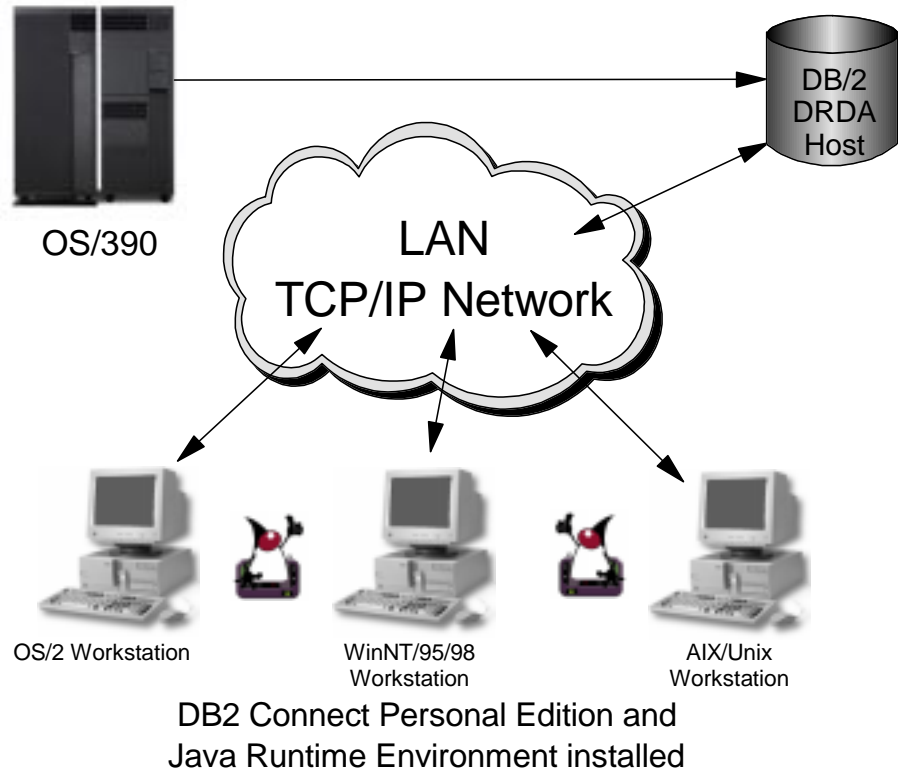 DB/2
DRDA
Host
OS/390
LAN
TCP/IP Network
OS/2 Workstation
WinNT/95/98
Workstation
AIX/Unix
Workstation
DB2 Connect Personal Edition and
Java Runtime Environment installed